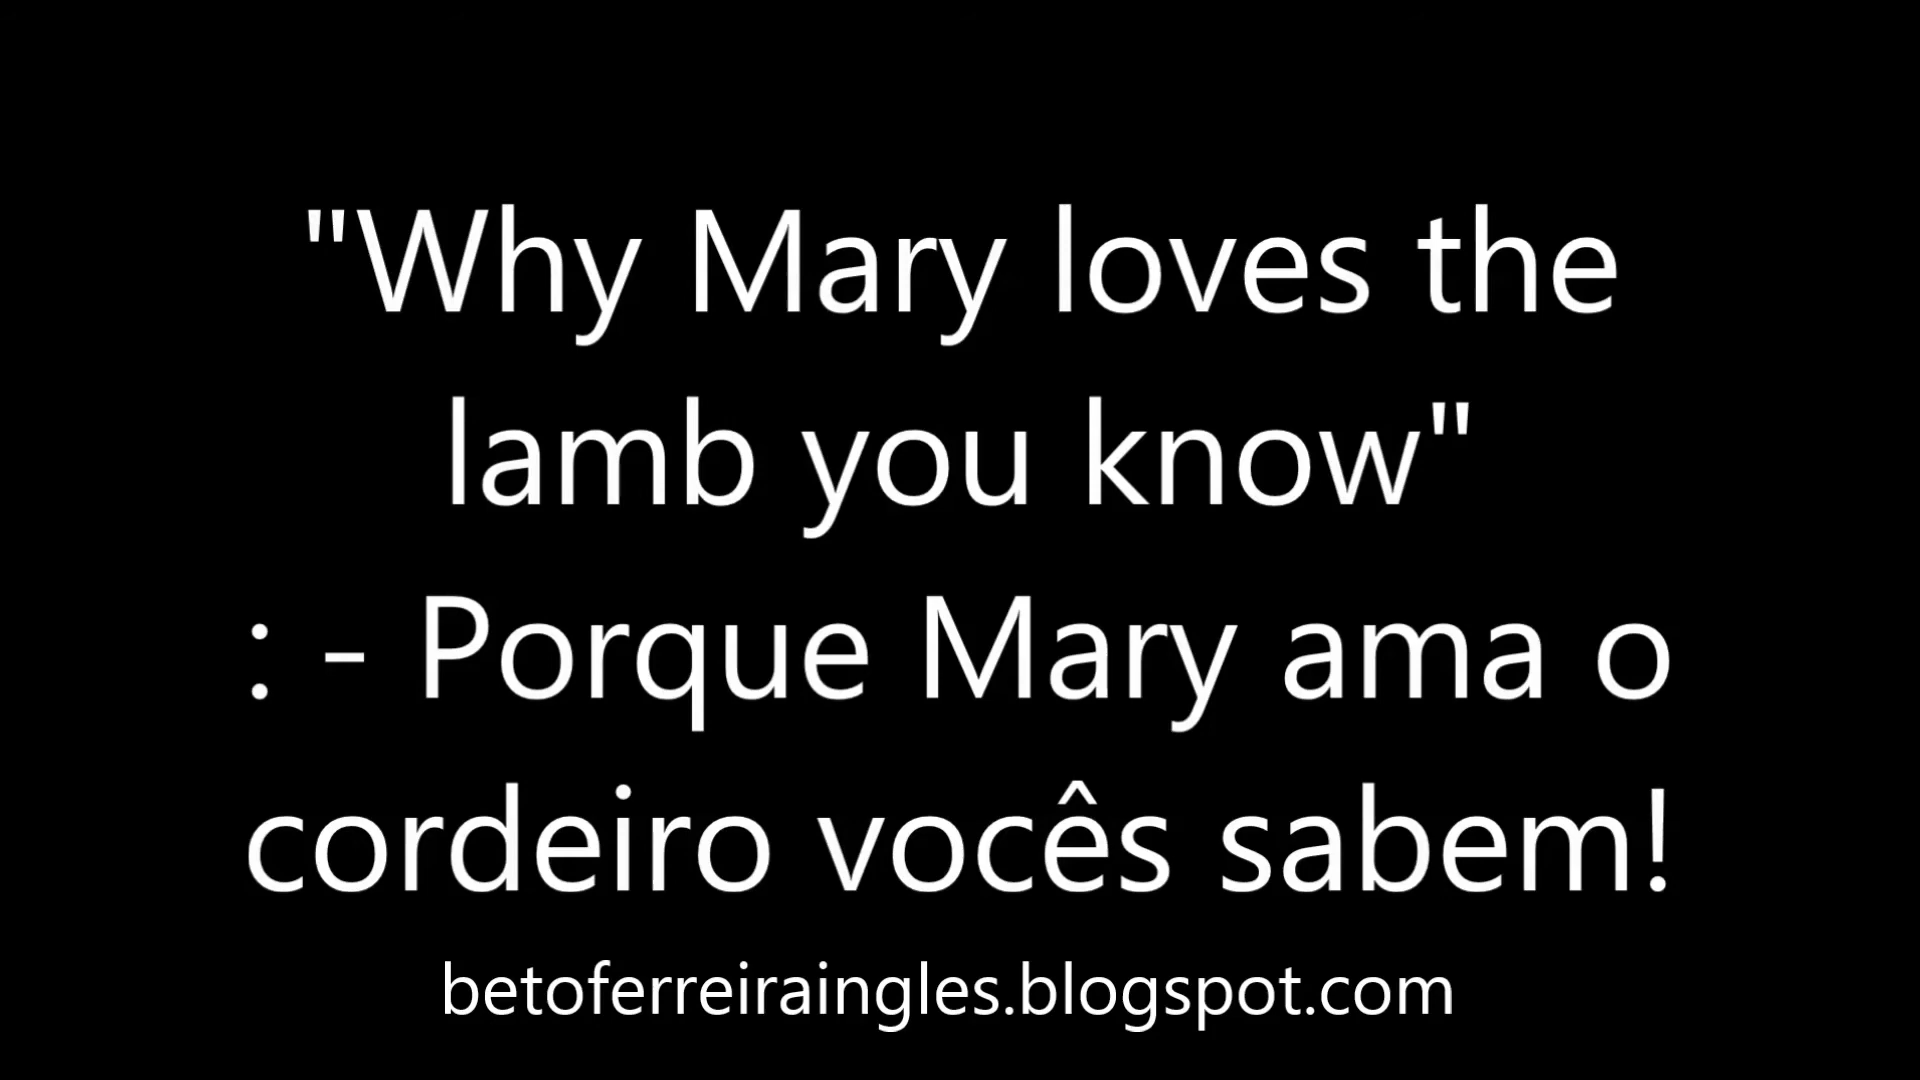 "Why Mary loves the
lamb you know"
: - Porque Mary ama o
cordeiro vocês sabem!
betoferreiraingles.blogspot.com